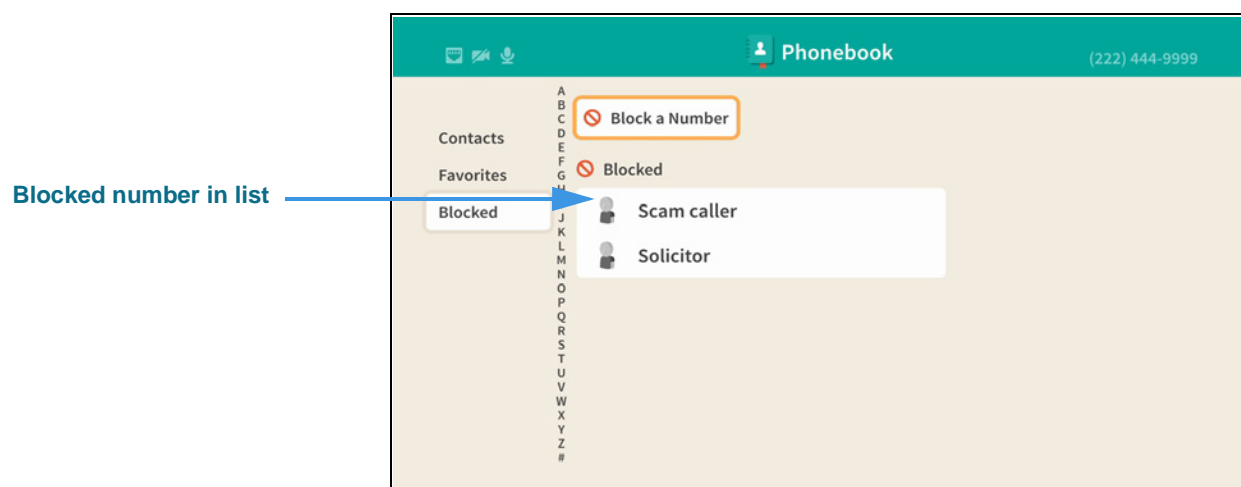 Phonebook
(222) 444-9999
Contacts
Favorites
Blocked
A
B
C
D
E
F
G
H
J
K
L
M
N
O
P
Q
R
S
T
U
V
W
X
Y
Z
#
Block a Number
Blocked
Scam caller
Solicitor
Blocked number in list